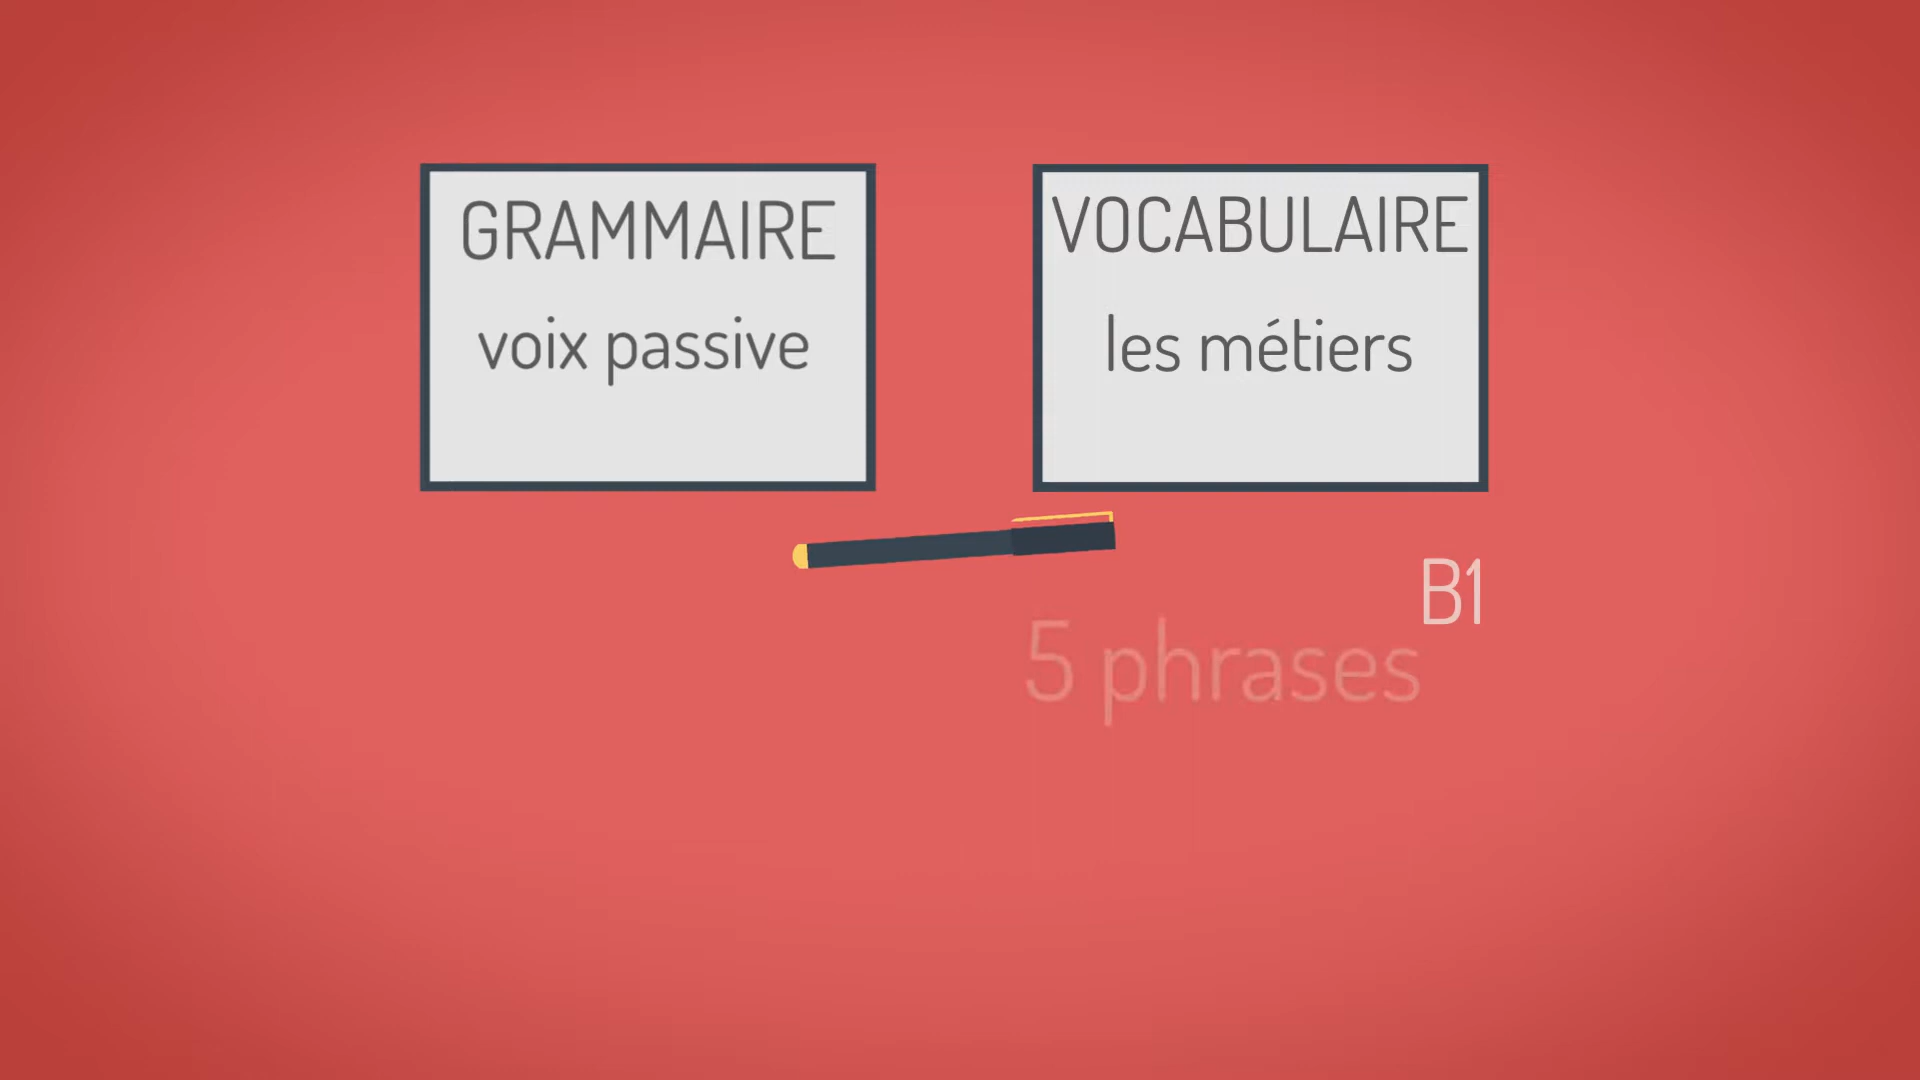 GRAMMAIRE
voix passive
VOCABULAIRE
les métiers
B1
5 phrases